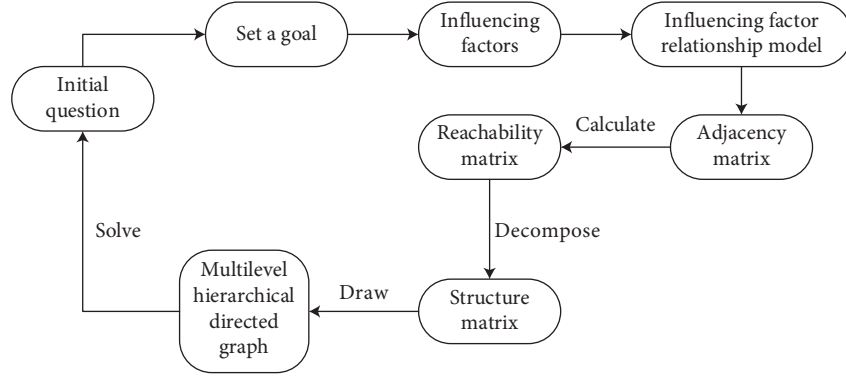 Set a goal
Influencing
factors
Influencing factor
relationship model
Initial
question
Reachability
matrix
Calculate
Adjacency
matrix
Decompose
Solve
Multilevel
hierarchical
directed
graph
Draw
Structure
matrix